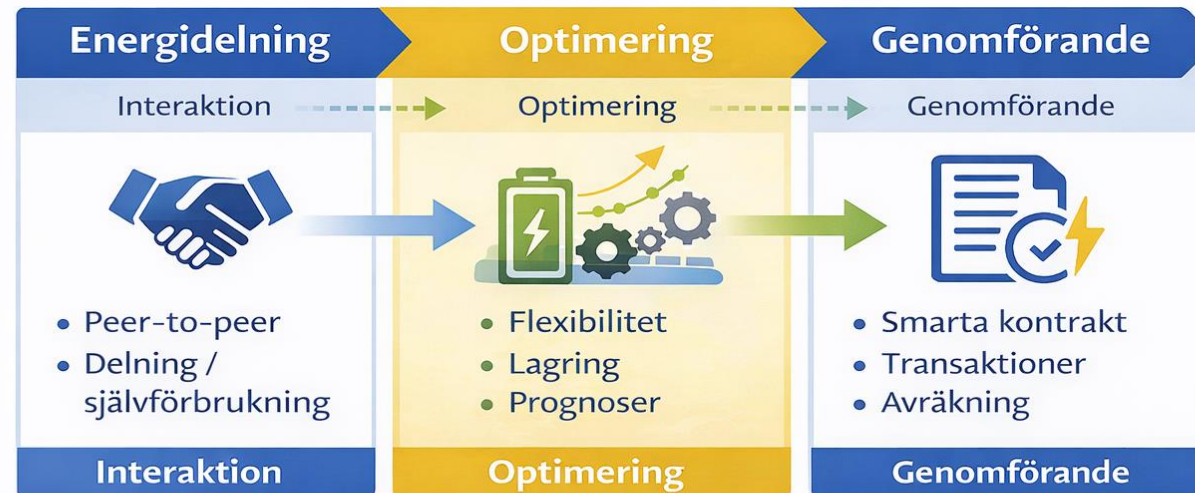 Energidelning
Optimering
Genomförande
Interaktion
Optimering
Genomförande
• Peer-to-peer
• Delning /
självförbrukning
• Flexibilitet
• Lagring
• Prognoser
• Smarta kontrakt
• Transaktioner
• Avräkning
Interaktion
Optimering
Genomförande